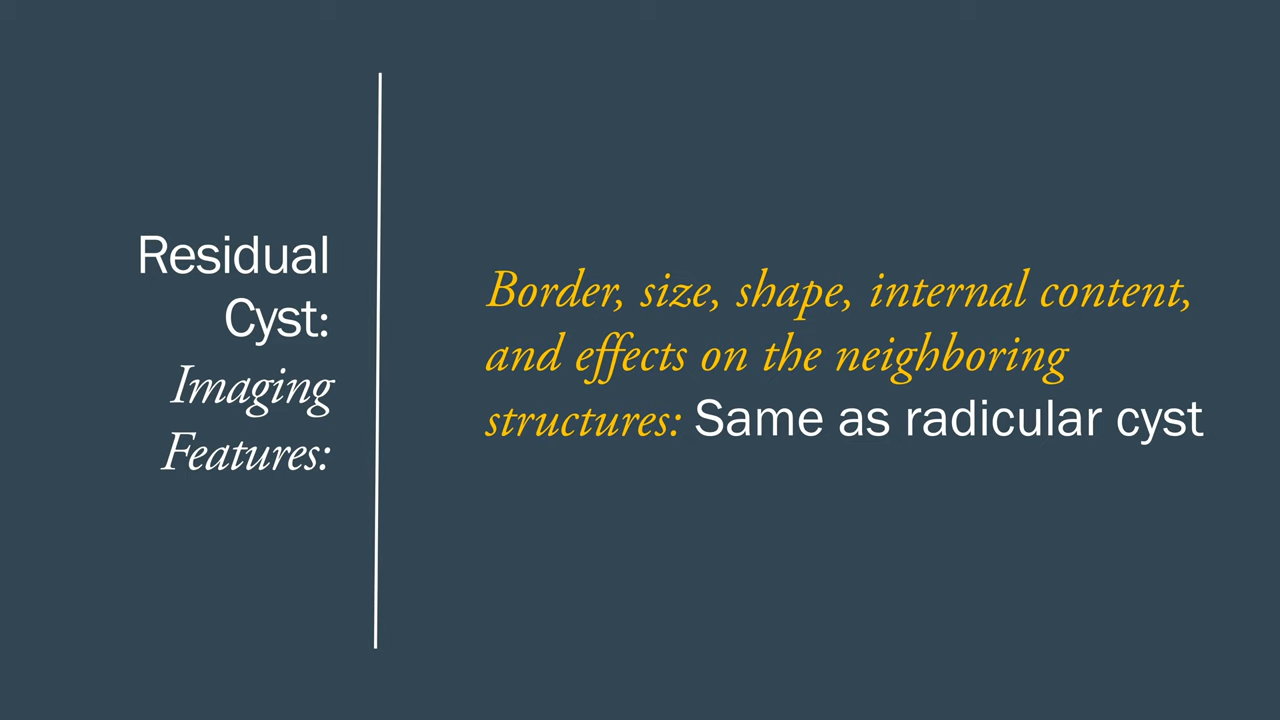 Residual
Cyst:
Imaging
Features:
Border, size, shape, internal content,
and effects on the neighboring
structures: Same as radicular cyst